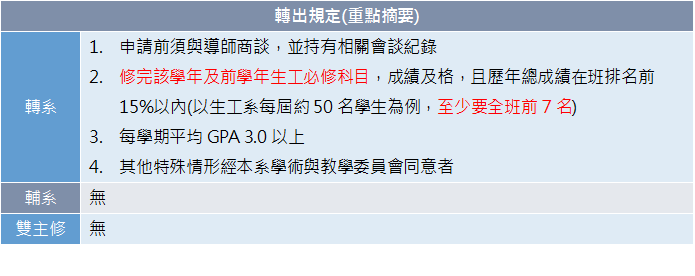 轉出規定(重點摘要)
轉系
1. 申請前須與導師商談，並持有相關會談紀錄
2. 修完該學年及前學年生工必修科目，成績及格，且歷年總成績在班排名前
15%以內(以生工系每屆約 50 名學生為例，至少要全班前 7 名)
3. 每學期平均 GPA 3.0 以上
4. 其他特殊情形經本系學術與教學委員會同意者
輔系 無
雙主修 無